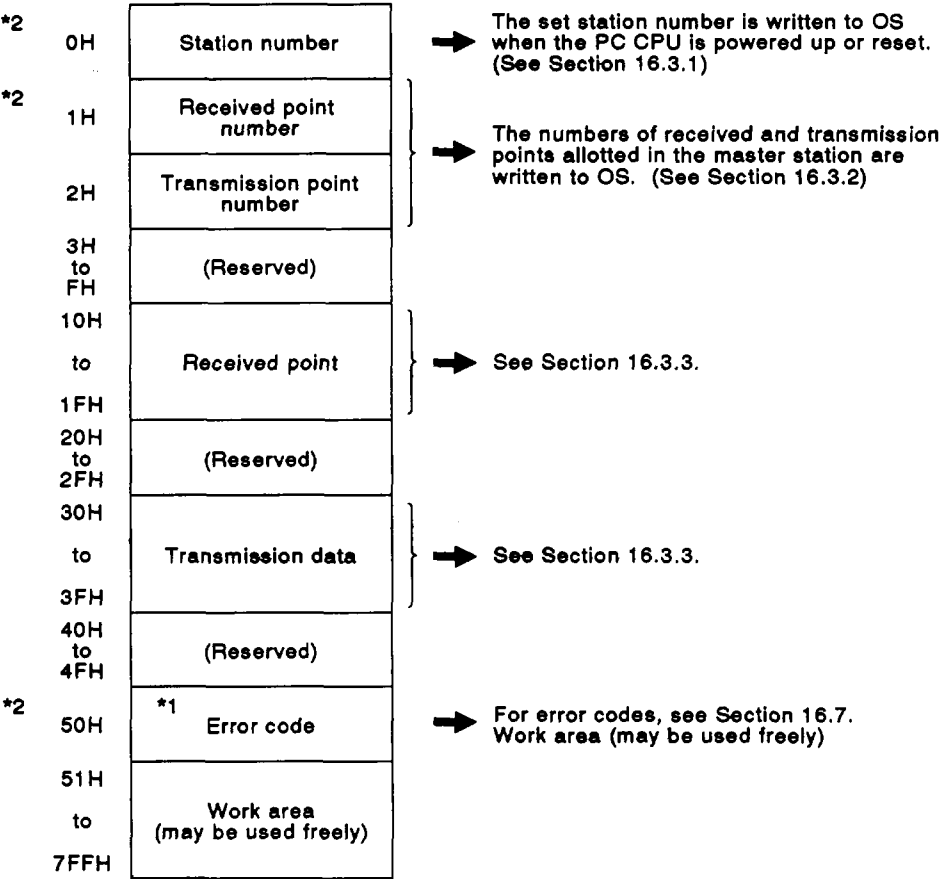 *2
0H
Station number
The set station number is written to OS
when the PC CPU is powered up or reset.
(See Section 16.3.1)
*2
1H
Received point
number
2H
Transmission point
number
The numbers of received and transmission
points allotted in the master station are
written to OS. (See Section 16.3.2)
3H
to
FH
(Reserved)
10H
to
1FH
Received point
See Section 16.3.3.
20H
to
2FH
(Reserved)
30H
to
3FH
Transmission data
See Section 16.3.3.
40H
to
4FH
(Reserved)
*2
50H
*1
Error code
For error codes, see Section 16.7.
Work area (may be used freely)
51H
to
7FFH
Work area
(may be used freely)